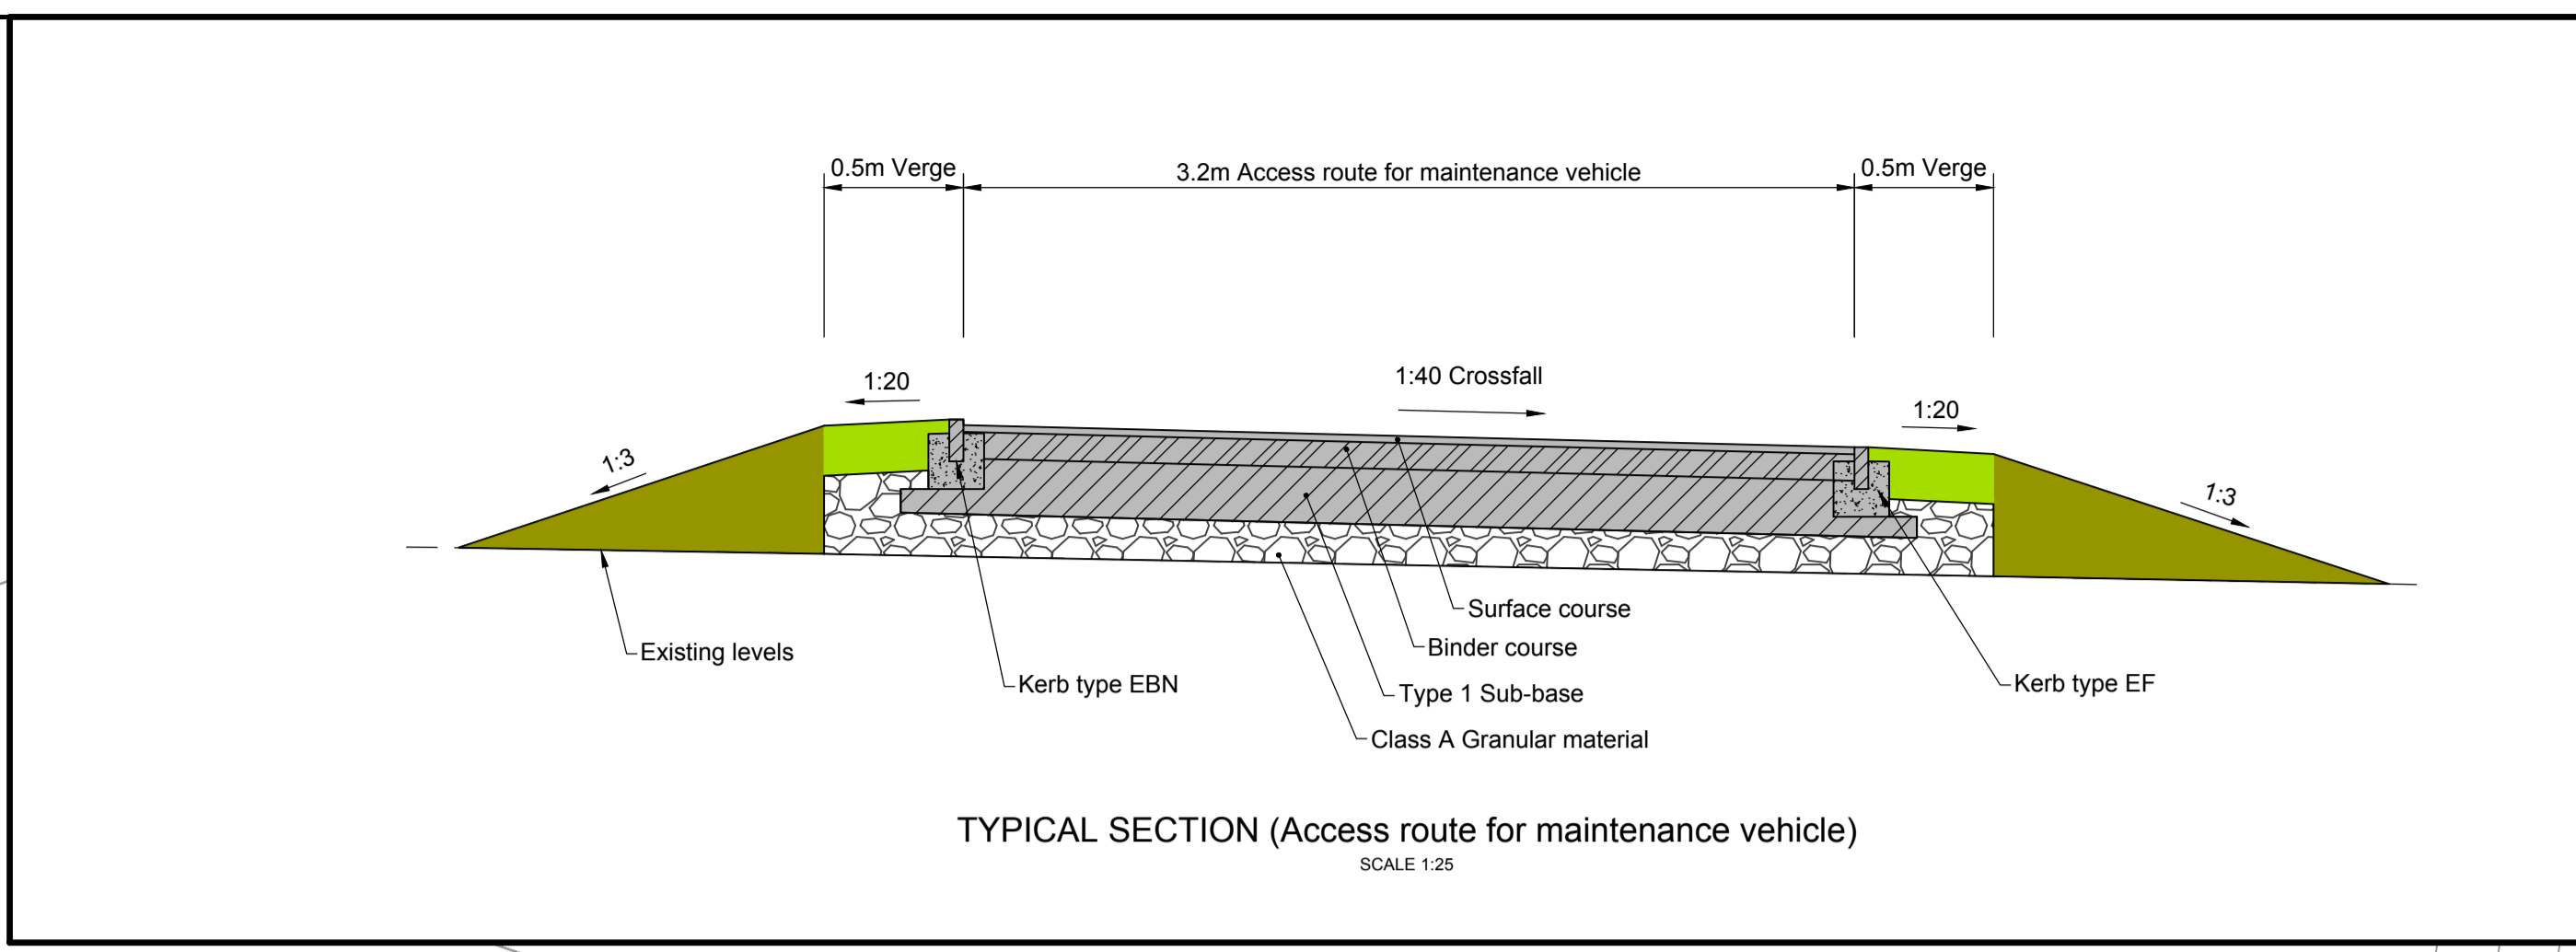 0.5m Verge
3.2m Access route for maintenance vehicle
0.5m Verge
1:20
1:40 Crossfall
1:20
1:3
1:3
Surface course
Existing levels
Binder course
Kerb type EBN
Type 1 Sub-base
Kerb type EF
Class A Granular material
TYPICAL SECTION (Access route for maintenance vehicle)
SCALE 1:25